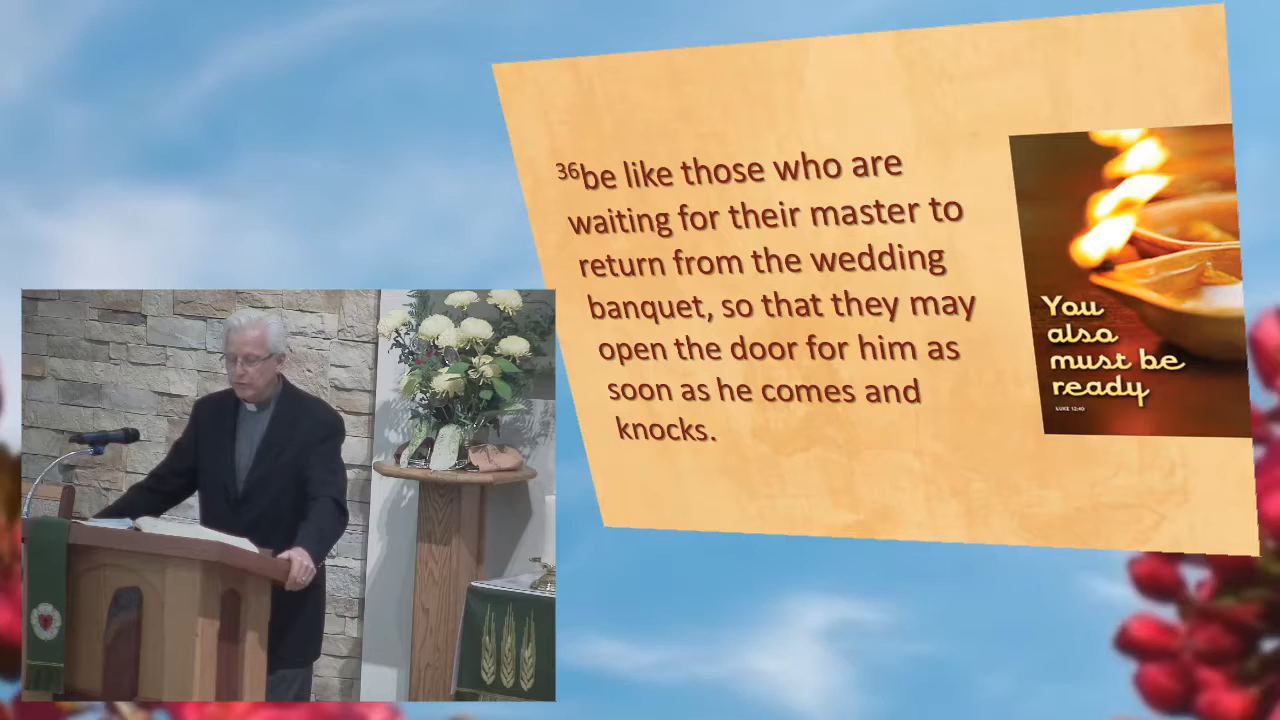 36be like those who are
waiting for their master to
return from the wedding
banquet, so that they may
open the door for him as
soon as he comes and
knocks.
You
also
must be
ready
LUKE 12:40